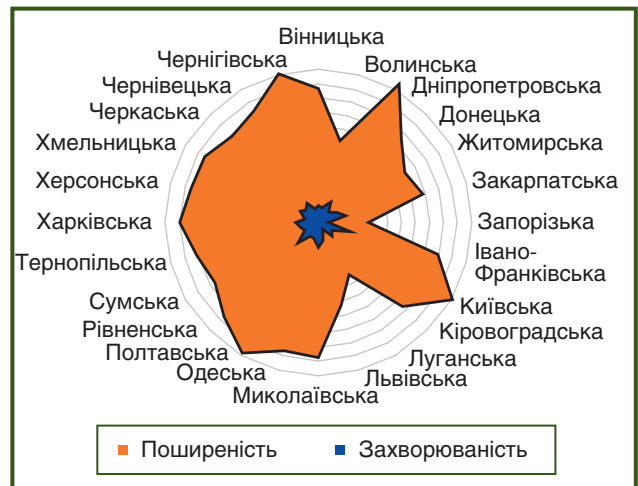 Вінницька
Волинська
Дніпропетровська
Донецька
Житомирська
Закарпатська
Запорізька
Івано-
Франківська
Київська
Кіровоградська
Луганська
Львівська
Миколаївська
Одеська
Полтавська
Рівненська
Сумська
Тернопільська
Харківська
Херсонська
Хмельницька
Черкаська
Чернівецька
Чернігівська
Поширеність
Захворюваність